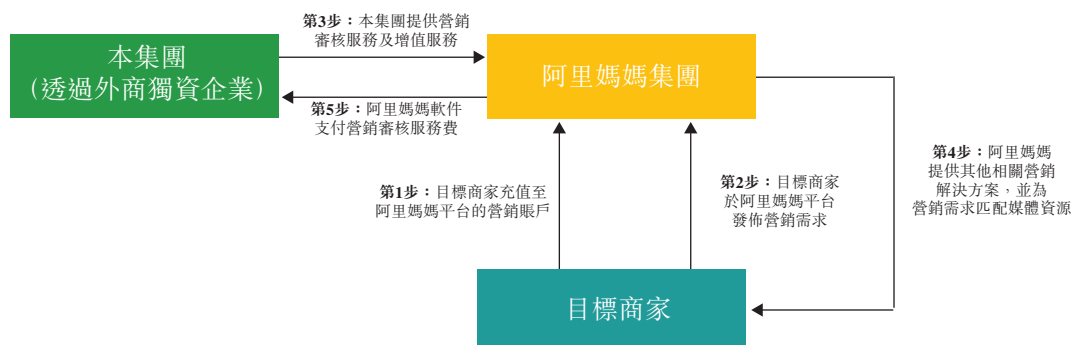 第3步：本集團提供營銷
審核服務及增值服務
本集團
（透過外商獨資企業）
阿里媽媽集團
第5步：阿里媽媽軟件
支付營銷審核服務費
第1步：目標商家充值至
阿里媽媽平台的營銷賬戶
第2步：目標商家
於阿里媽媽平台
發佈營銷需求
第4步：阿里媽媽
提供其他相關營銷
解決方案，並為
營銷需求匹配媒體資源
目標商家